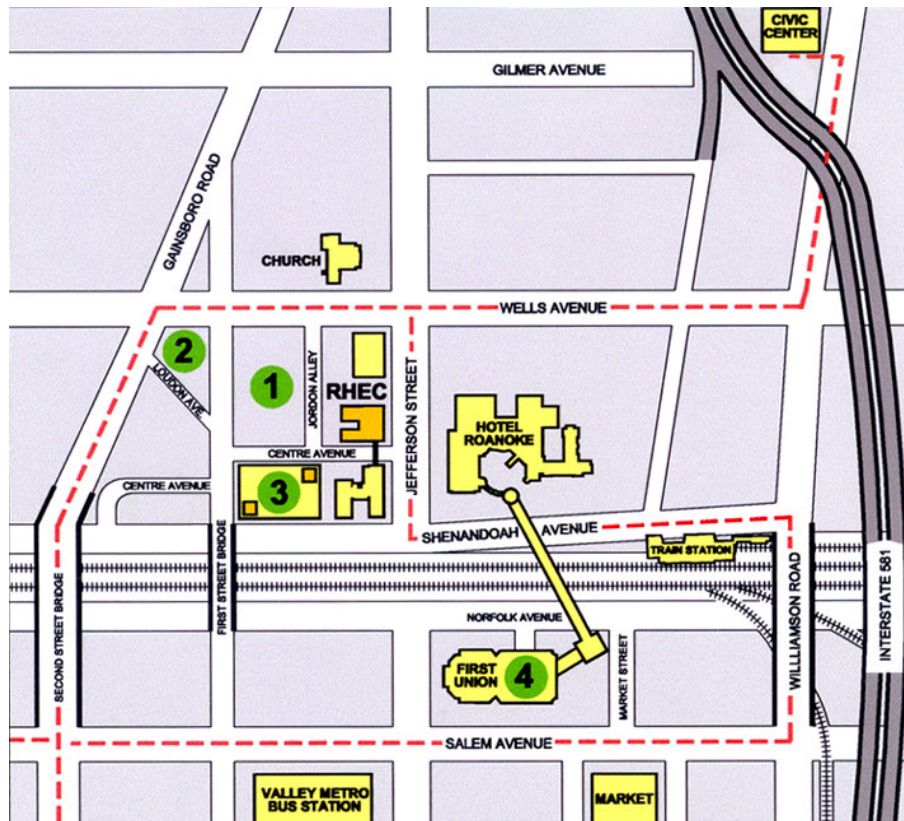 CIVIC
CENTER
GILMER AVENUE
GAINSBORO ROAD
CHURCH
WELLS AVENUE
2
LOUDON AVE.
1
JORDON ALLEY
RHEC
JEFFERSON STREET
HOTEL
ROANOKE
CENTRE AVENUE
CENTRE AVENUE
3
SHENANDOAH AVENUE
TRAIN STATION
SECOND STREET BRIDGE
FIRST STREET BRIDGE
WILLLIAMSON ROAD
INTERSTATE 581
NORFOLK AVENUE
FIRST
UNION
4
MARKET STREET
SALEM AVENUE
VALLEY METRO
BUS STATION
MARKET